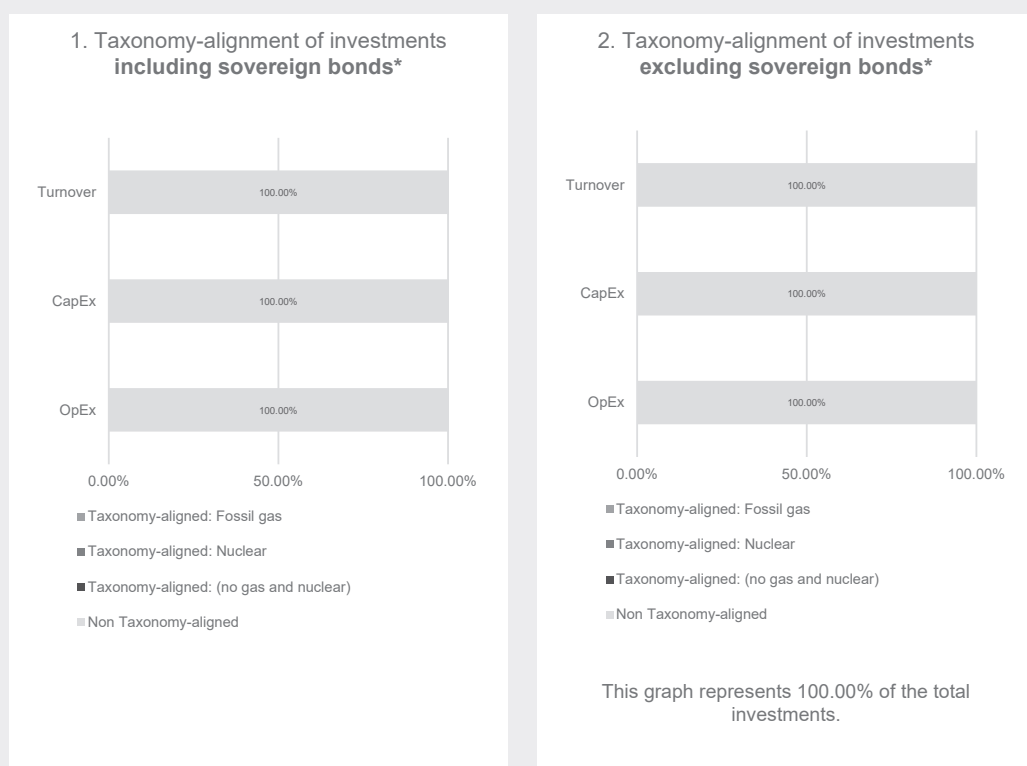 1. Taxonomy-alignment of investments
including sovereign bonds*
Turnover
100.00%
CapEx
100.00%
OpEx
100.00%
0.00% 50.00% 100.00%
Taxonomy-aligned: Fossil gas
Taxonomy-aligned: Nuclear
Taxonomy-aligned: (no gas and nuclear)
Non Taxonomy-aligned
2. Taxonomy-alignment of investments
excluding sovereign bonds*
Turnover
100.00%
CapEx
100.00%
OpEx
100.00%
0.00% 50.00% 100.00%
Taxonomy-aligned: Fossil gas
Taxonomy-aligned: Nuclear
Taxonomy-aligned: (no gas and nuclear)
Non Taxonomy-aligned
This graph represents 100.00% of the total
investments.